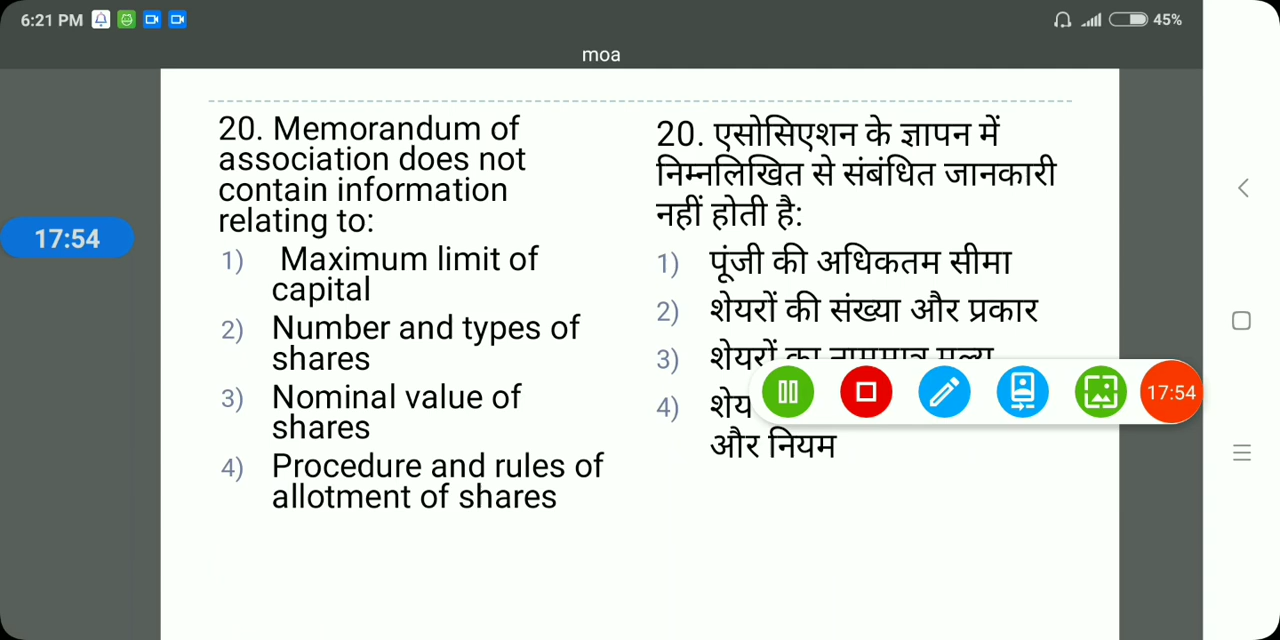 6:21 PM
45%
moa
20. Memorandum of
association does not
contain information
relating to:
1) Maximum limit of
capital
2) Number and types of
shares
3) Nominal value of
shares
4) Procedure and rules of
allotment of shares
20. एसोसिएशन के ज्ञापन में
निम्नलिखित से संबंधित जानकारी
नहीं होती है:
1) पूंजी की अधिकतम सीमा
2) शेयरों की संख्या और प्रकार
3) शेयरों का नाममात्र मूल्य
4)
और नियम
17:54
17:54